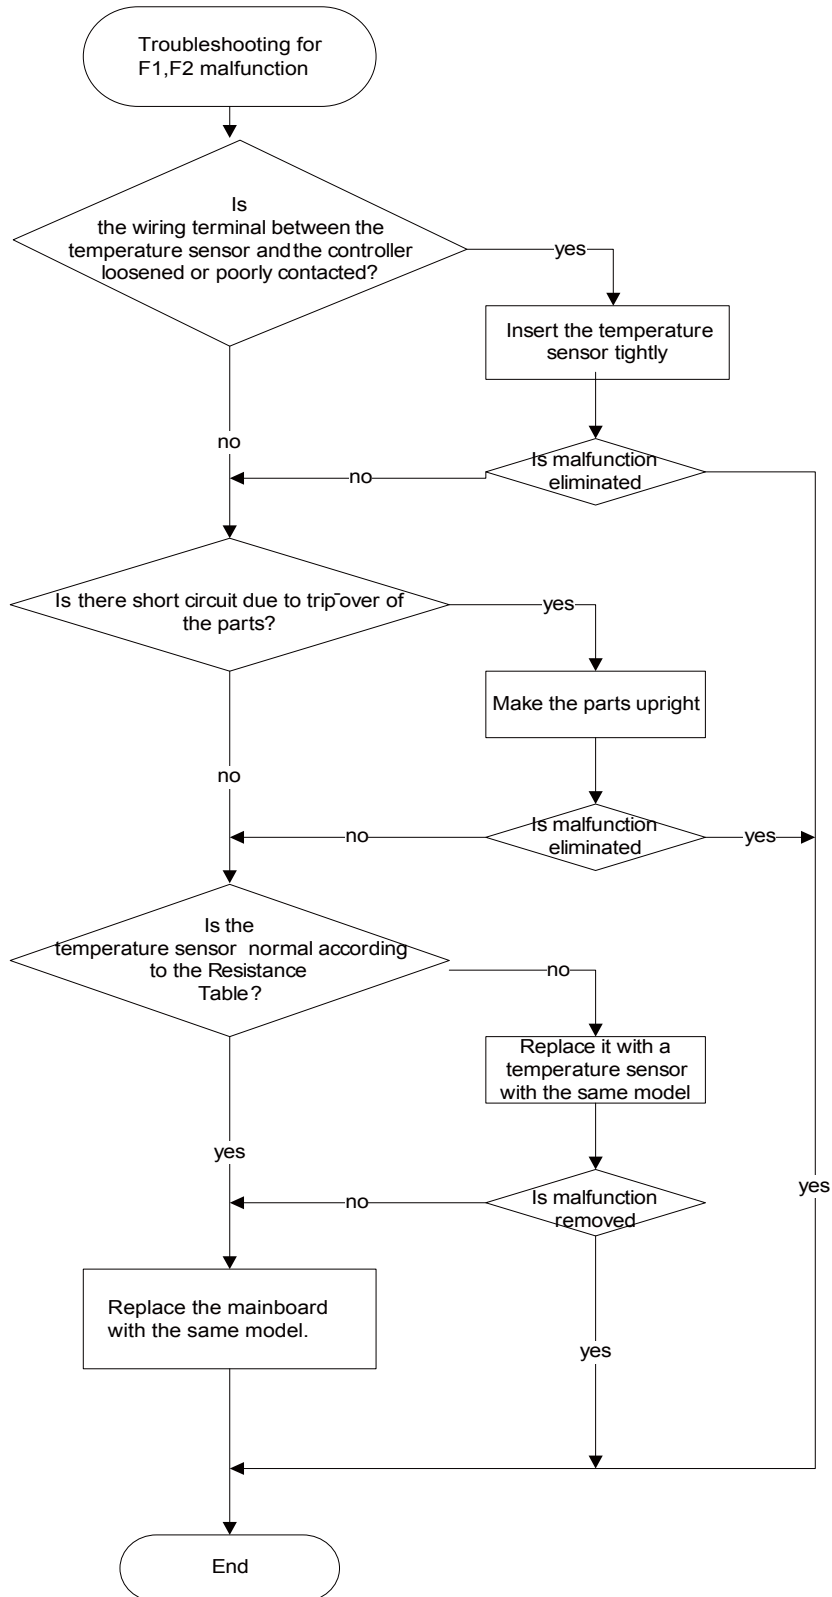 Troubleshooting for
F1,F2 malfunction
Is
the wiring terminal between the
temperature sensor and the controller
loosened or poorly contacted?
yes
Insert the temperature
sensor tightly
no
Is malfunction
eliminated
no
Is there short circuit due to trip-over of
the parts?
yes
Make the parts upright
no
Is malfunction
eliminated
no
yes
Is the
temperature sensor normal according
to the Resistance
Table?
no
Replace it with a
temperature sensor
with the same model
yes
Is malfunction
removed
no
yes
Replace the mainboard
with the same model.
yes
End